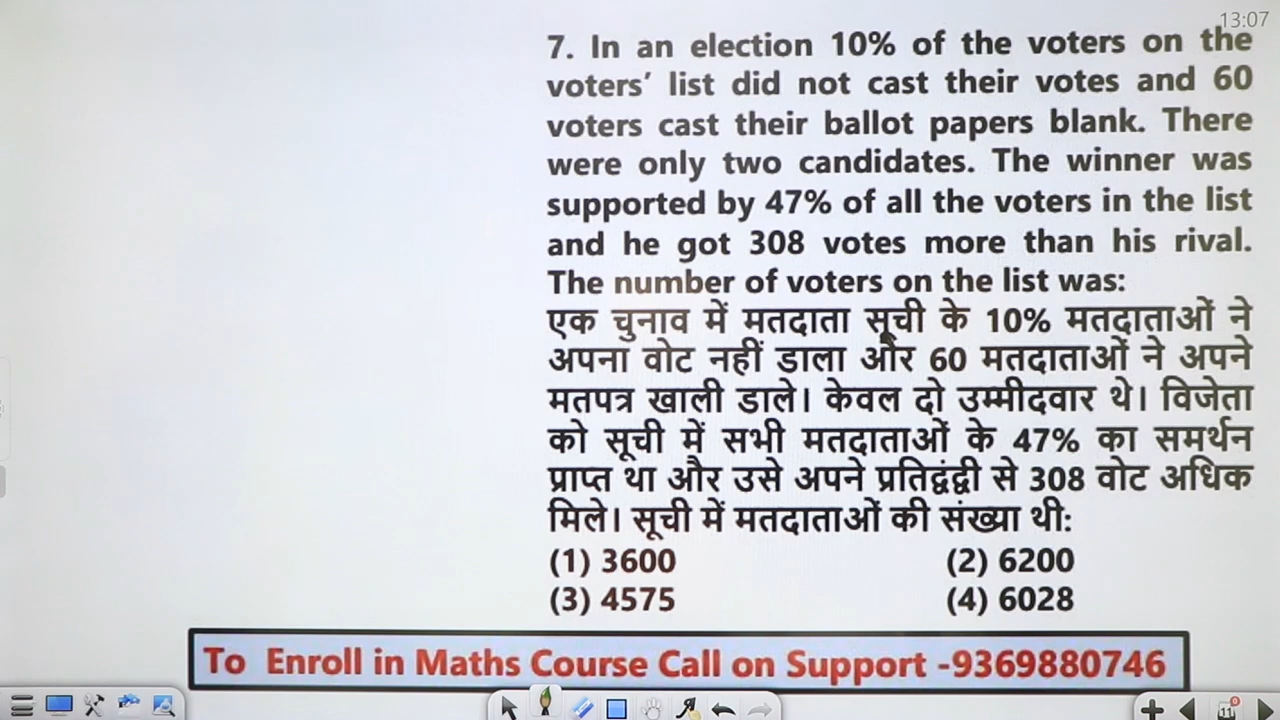 13:07
7. In an election 10% of the voters on the
voters’ list did not cast their votes and 60
voters cast their ballot papers blank. There
were only two candidates. The winner was
supported by 47% of all the voters in the list
and he got 308 votes more than his rival.
The number of voters on the list was:
एक चुनाव में मतदाता सूची के 10% मतदाताओं ने
अपना वोट नहीं डाला और 60 मतदाताओं ने अपने
मतपत्र खाली डाले। केवल दो उम्मीदवार थे। विजेता
को सूची में सभी मतदाताओं के 47% का समर्थन
प्राप्त था और उसे अपने प्रतिद्वंद्वी से 308 वोट अधिक
मिले। सूची में मतदाताओं की संख्या थी:
(1) 3600 (2) 6200
(3) 4575 (4) 6028
To Enroll in Maths Course Call on Support -9369880746
11